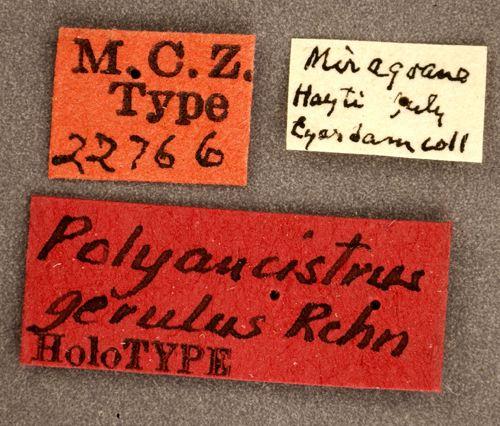 M.C.Z.
Type
22766
Miragoane
Hayti July
Eyerdam coll
Polyancistrus
gerulus Rehn
HoloTYPE